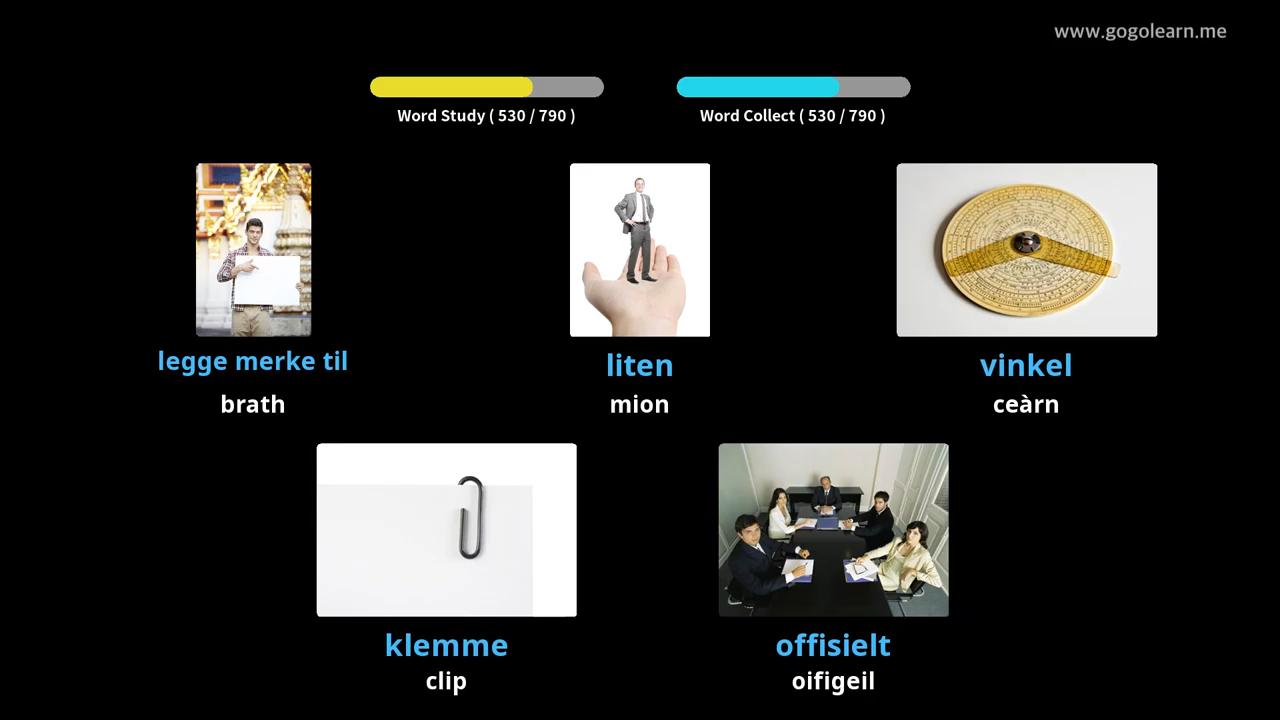 www.gogolearn.me
Word Study ( 530 / 790 )
Word Collect ( 530 / 790 )
legge merke til
brath
liten
mion
vinkel
ceàrn
klemme
clip
offisielt
oifigeil